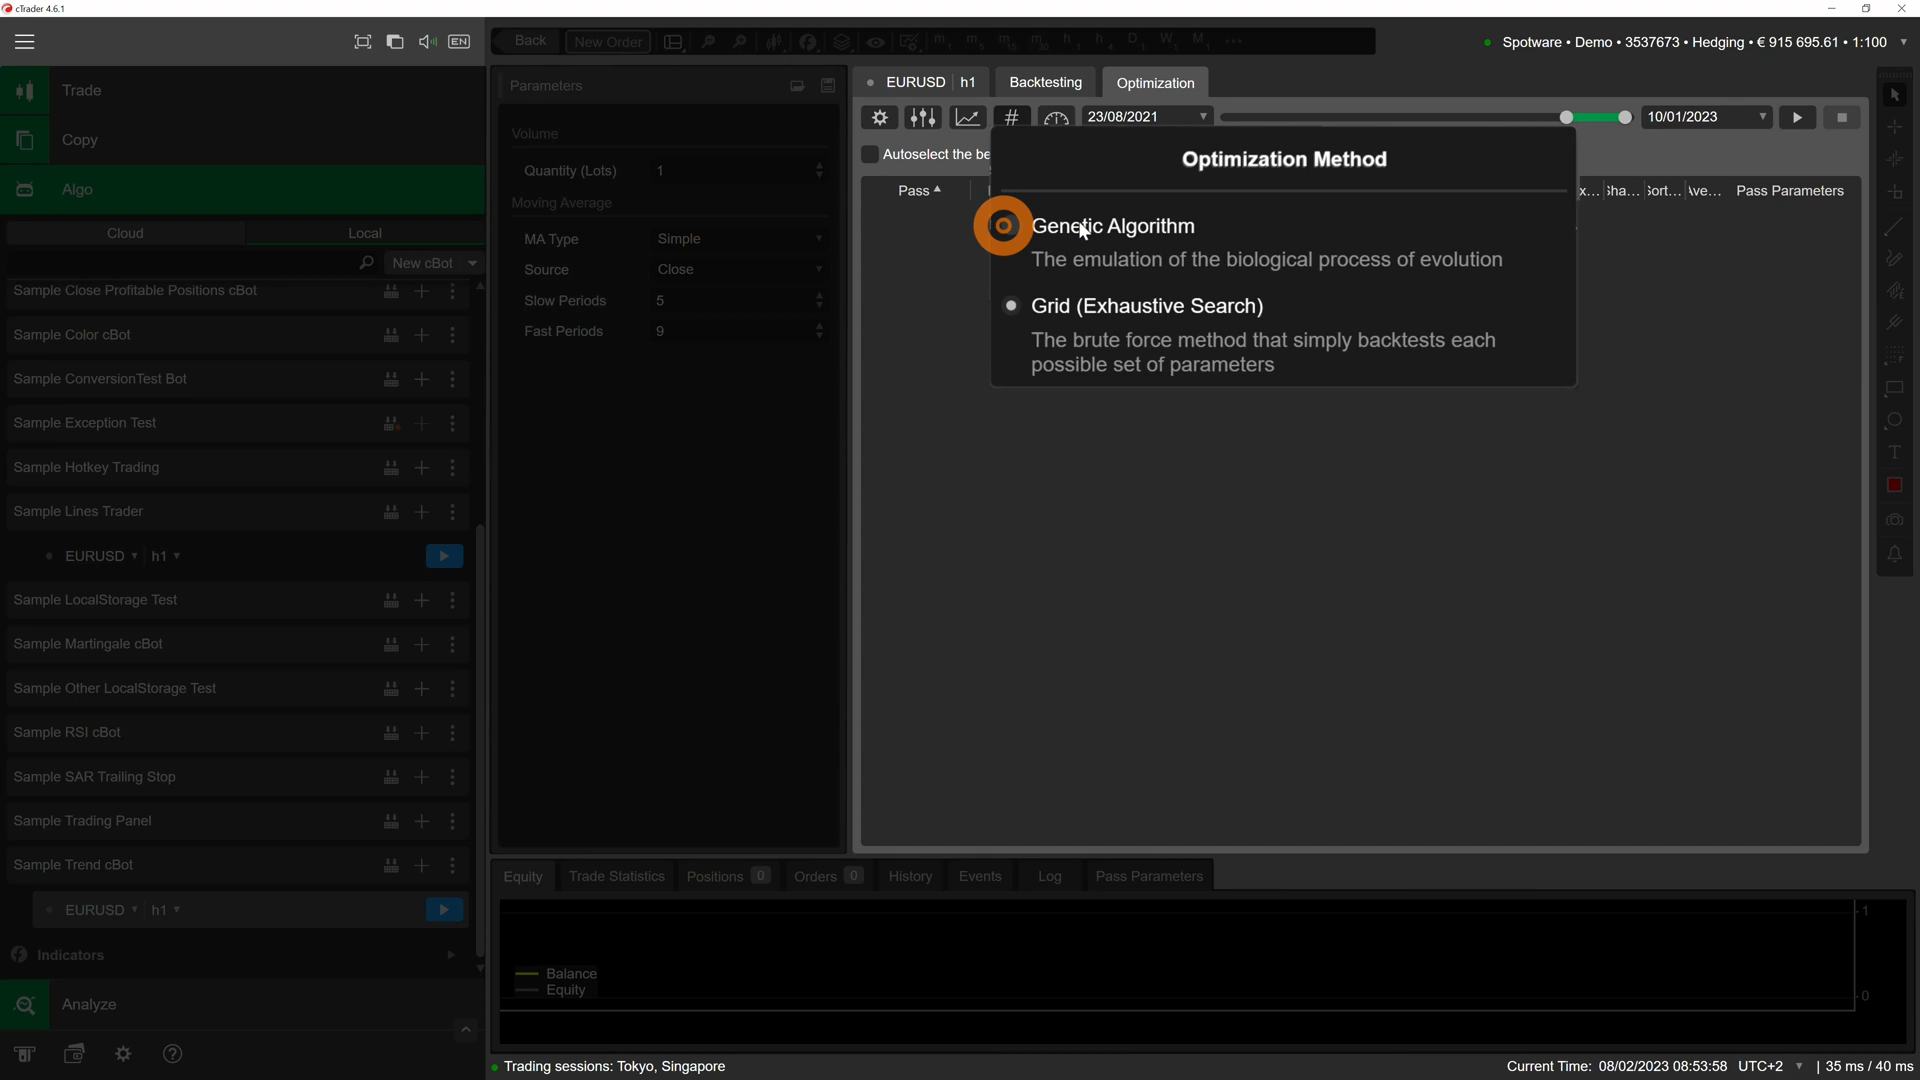 cTrader 4.6.1
EN
Back
New Order
Spotware • Demo • 3537673 • Hedging • € 915 695.61 • 1:100
Trade
Copy
Algo
Cloud
Local
New cBot
Sample Close Profitable Positions cBot
Sample Color cBot
Sample ConversionTest Bot
Sample Exception Test
Sample Hotkey Trading
Sample Lines Trader
EURUSD h1
Sample LocalStorage Test
Sample Martingale cBot
Sample Other LocalStorage Test
Sample RSI cBot
Sample SAR Trailing Stop
Sample Trading Panel
Sample Trend cBot
EURUSD h1
Indicators
Analyze
Parameters
Volume
Quantity (Lots) 1
Moving Average
MA Type Simple
Source Close
Slow Periods 5
Fast Periods 9
EURUSD h1
Backtesting
Optimization
23/08/2021
10/01/2023
Autoselect the be
Pass
Sha...
Sort...
Ave...
Pass Parameters
Optimization Method
Genetic Algorithm
The emulation of the biological process of evolution
Grid (Exhaustive Search)
The brute force method that simply backtests each
possible set of parameters
Equity
Trade Statistics
Positions 0
Orders 0
History
Events
Log
Pass Parameters
1
Balance
Equity
0
Trading sessions: Tokyo, Singapore
Current Time: 08/02/2023 08:53:58 UTC+2
35 ms / 40 ms